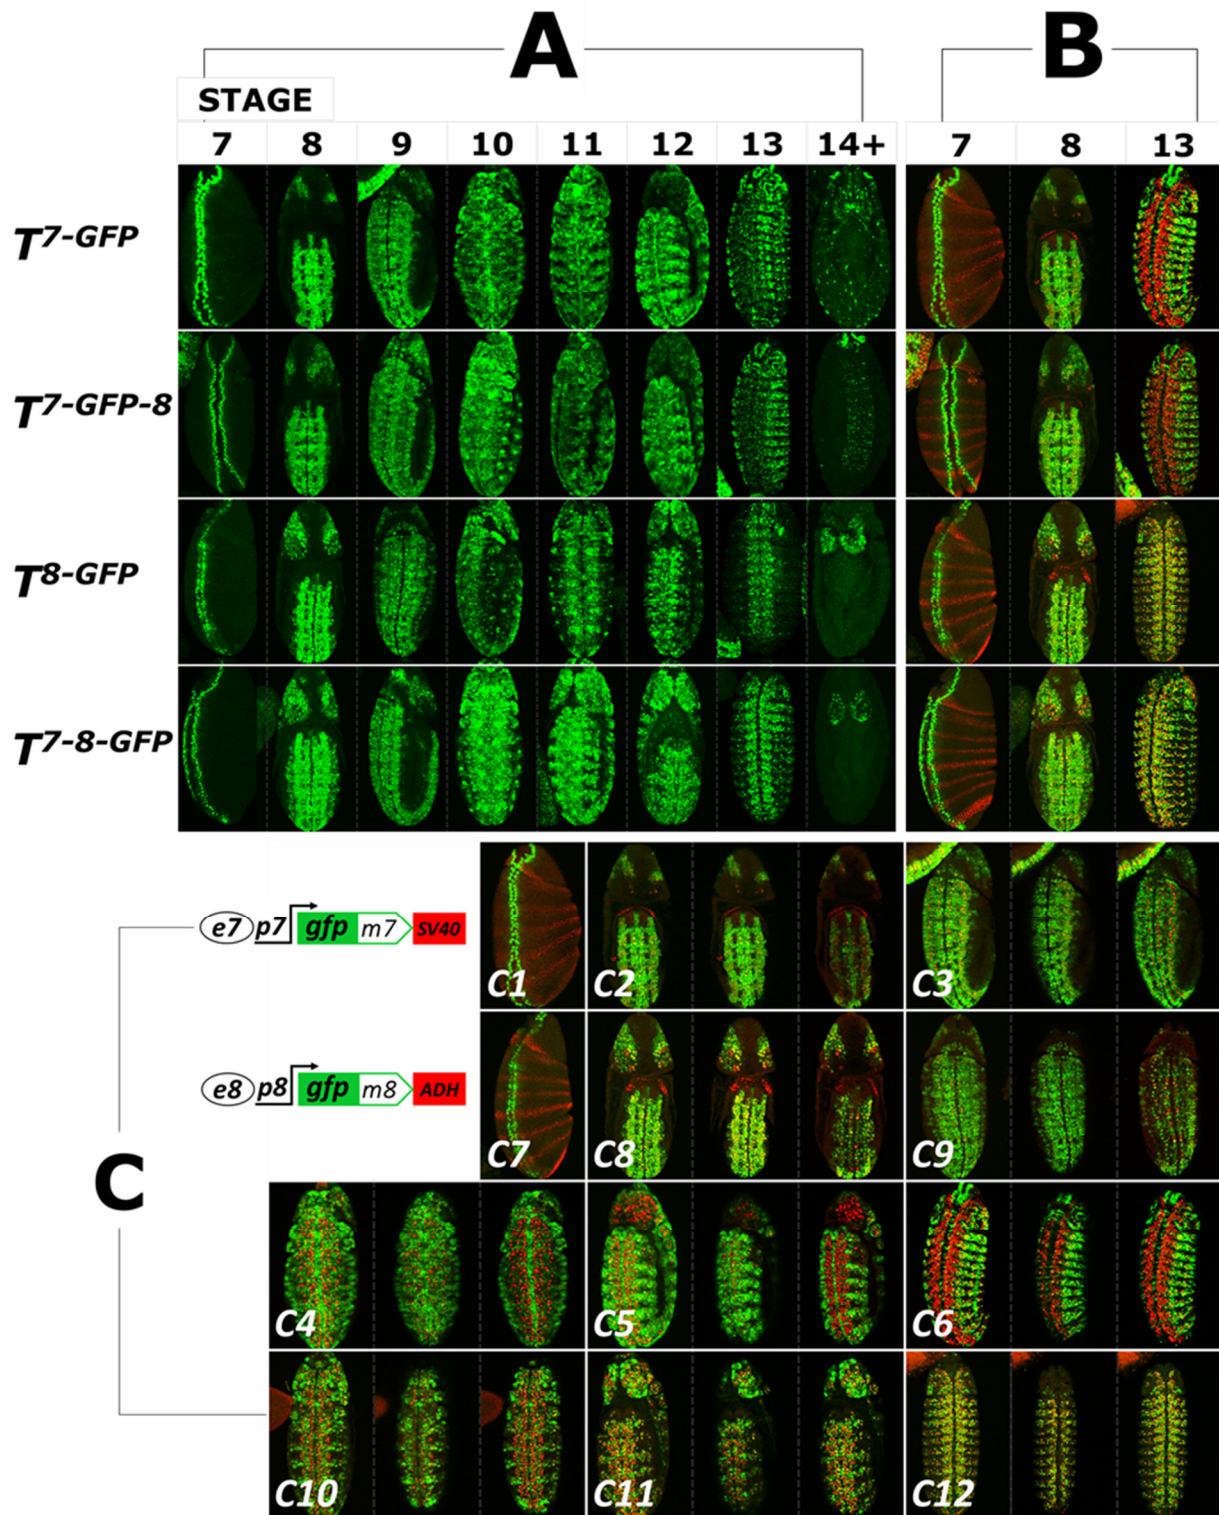 A
B
STAGE
7 8 9 10 11 12 13 14+
7 8 13
T7-GFP
T7-GFP-8
T8-GFP
T7-8-GFP
e7 p7 gfp m7 SV40
C1 C2 C3
e8 p8 gfp m8 ADH
C7 C8 C9
C
C4 C5 C6
C10 C11 C12